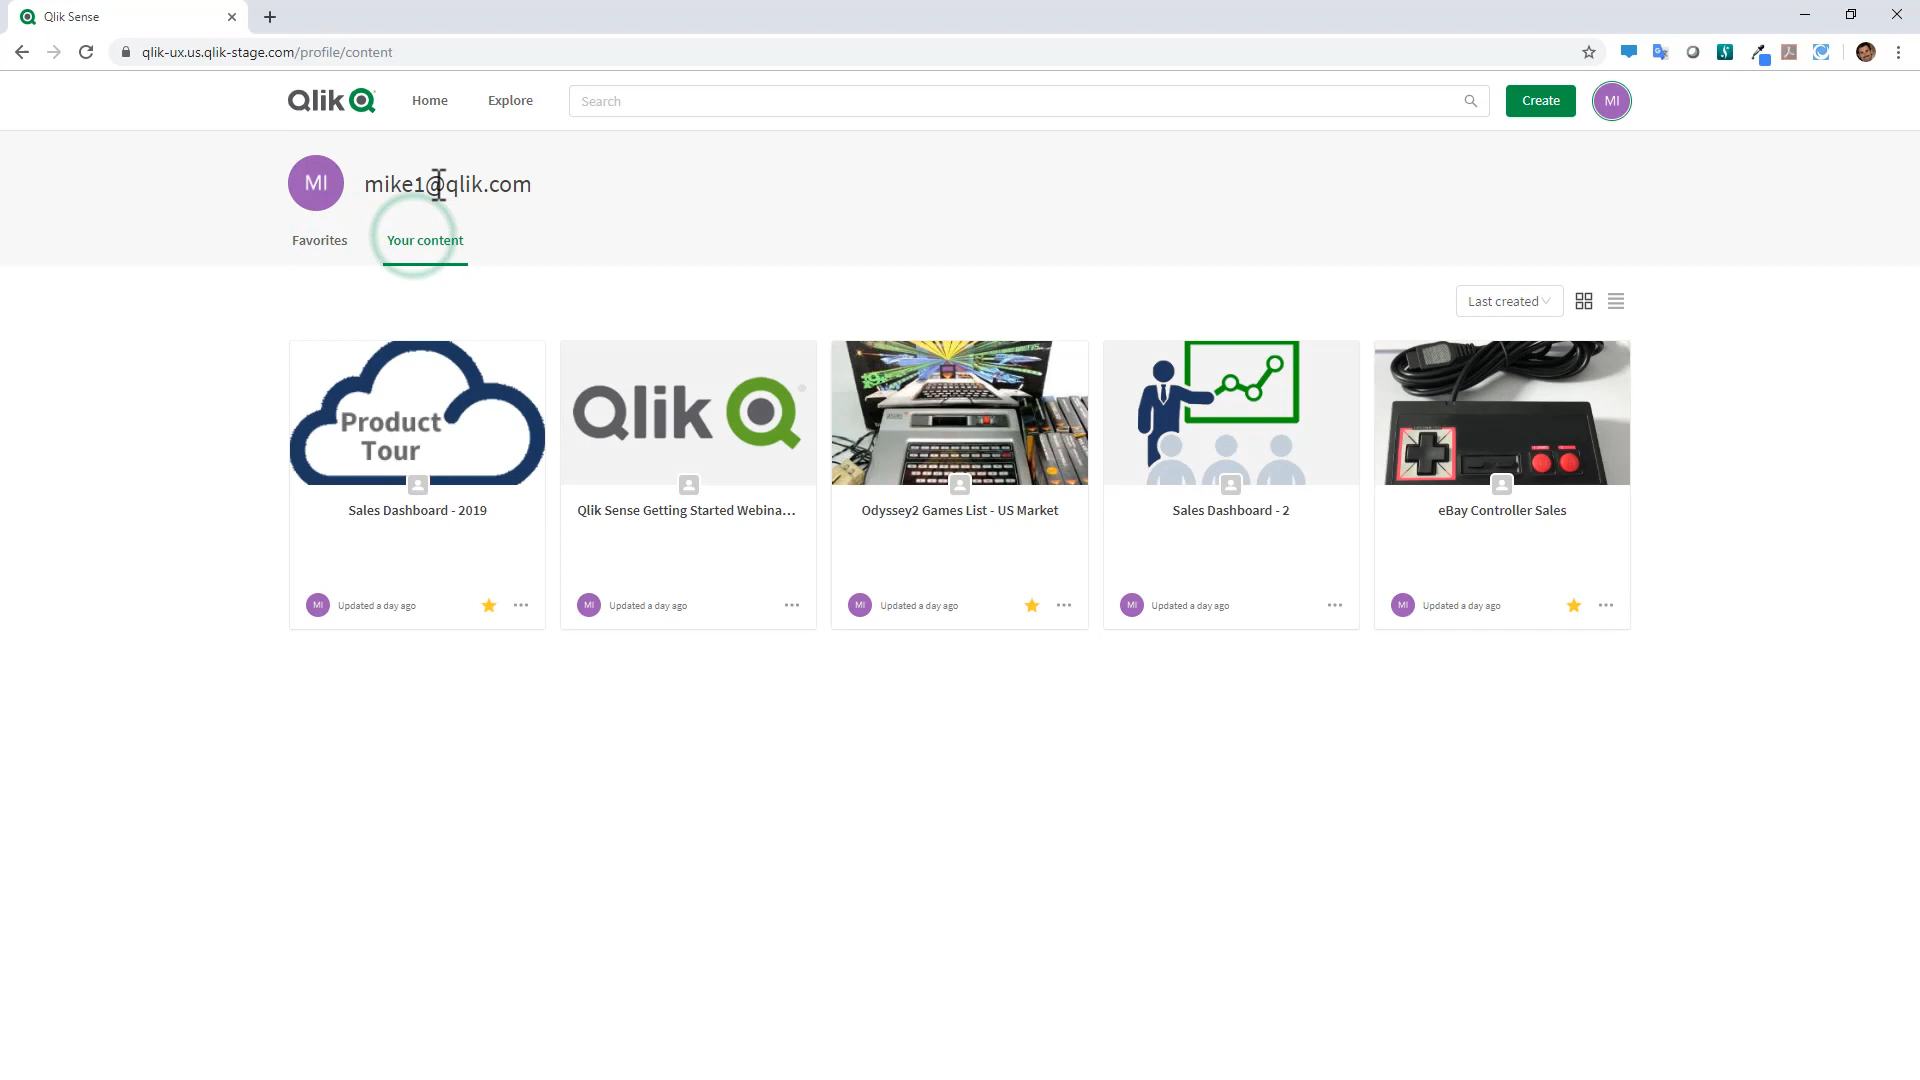 Qlik Sense
qlik-ux.us.qlik-stage.com/profile/content
Qlik
Home
Explore
Search
Create
MI
MI
mike1@qlik.com
Favorites
Your content
Last created
Product
Tour
Qlik
Sales Dashboard - 2019
Qlik Sense Getting Started Webina...
Odyssey2 Games List - US Market
Sales Dashboard - 2
eBay Controller Sales
MI Updated a day ago
MI Updated a day ago
MI Updated a day ago
MI Updated a day ago
MI Updated a day ago